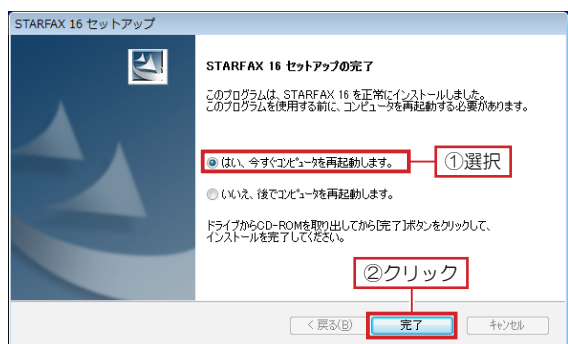 STARFAX 16 セットアップ
STARFAX 16 セットアップの完了
このプログラムは、STARFAX 16 を正常にインストールしました。
このプログラムを使用する前に、コンピュータを再起動する必要があります。
はい、今すぐコンピュータを再起動します。
①選択
いいえ、後でコンピュータを再起動します。
ドライブからCD-ROMを取り出してから[完了]ボタンをクリックして、
インストールを完了してください。
②クリック
< 戻る(B)
完了
キャンセル